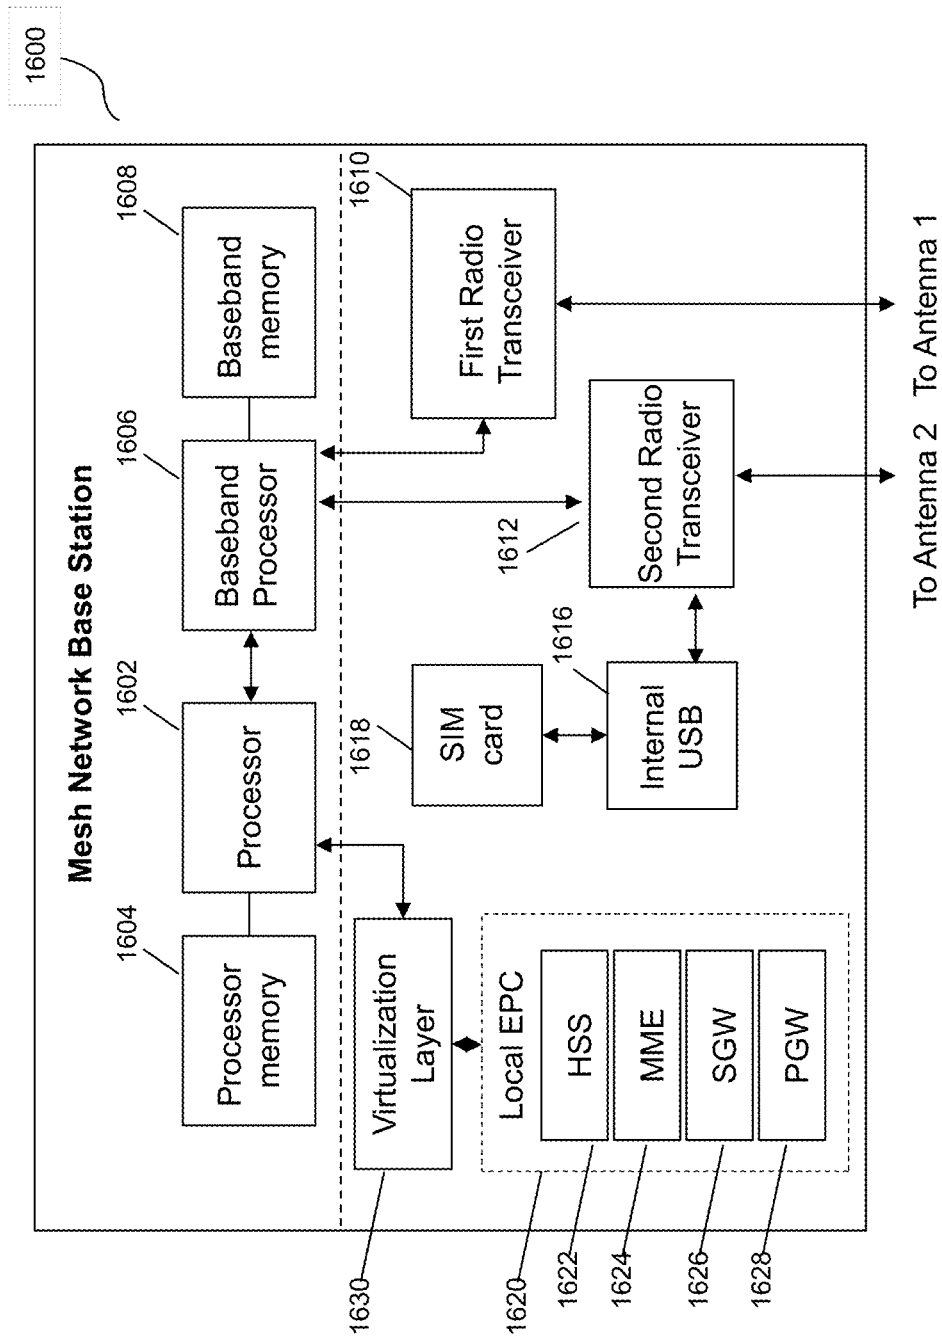 1600
Mesh Network Base Station
1604
1602
1606
1608
Processor
memory
Processor
Baseband
Processor
Baseband
memory
1630
Virtualization
Layer
1618
SIM
card
1612
1610
First Radio
Transceiver
1620
Local EPC
1622
HSS
1624
MME
1626
SGW
1628
PGW
1616
Internal
USB
Second Radio
Transceiver
To Antenna 2
To Antenna 1